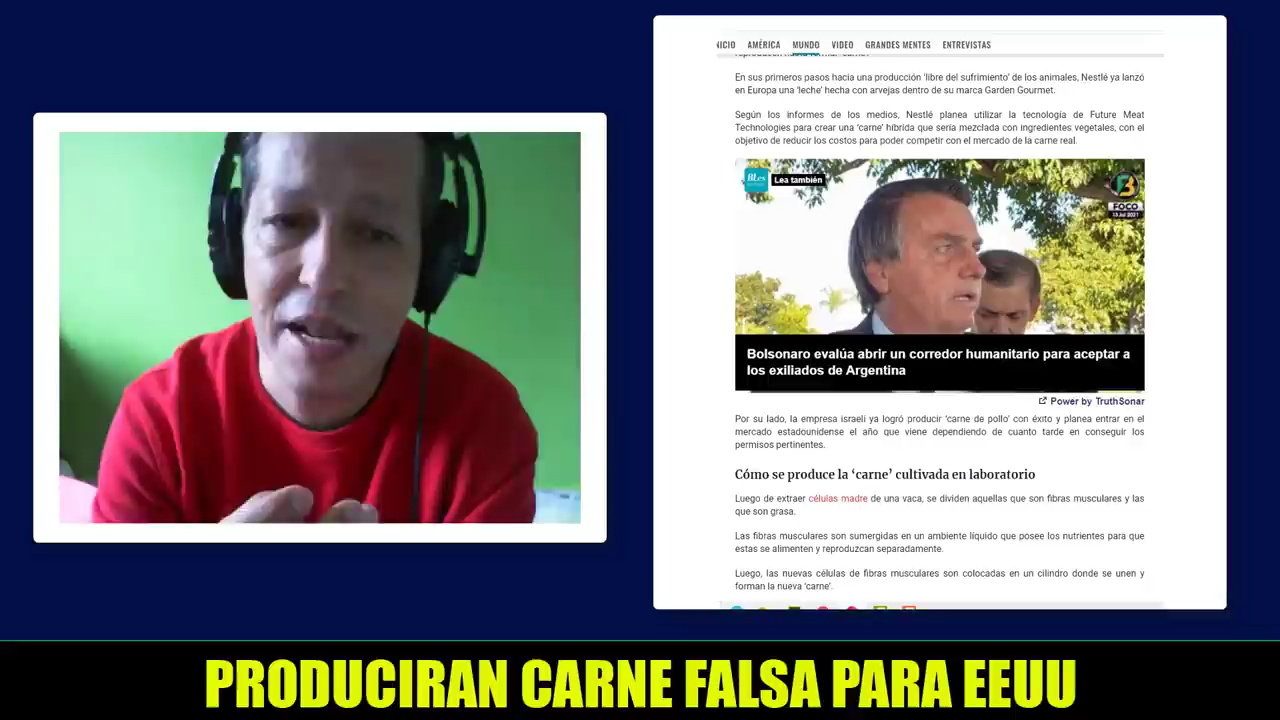 NICIO AMÉRICA MUNDO VIDEO GRANDES MENTES ENTREVISTAS
En sus primeros pasos hacia una producción 'libre del sufrimiento' de los animales, Nestlé ya lanzó
en Europa una 'leche' hecha con arvejas dentro de su marca Garden Gourmet.
Según los informes de los medios, Nestlé planea utilizar la tecnología de Future Meat
Technologies para crear una 'carne' híbrida que sería mezclada con ingredientes vegetales, con el
objetivo de reducir los costos para poder competir con el mercado de la carne real.
BLes
Lea también
FOCO
13 Jul 2021
Bolsonaro evalúa abrir un corredor humanitario para aceptar a
los exiliados de Argentina
Power by TruthSonar
Por su lado, la empresa israelí ya logró producir 'carne de pollo' con éxito y planea entrar en el
mercado estadounidense el año que viene dependiendo de cuanto tarde en conseguir los
permisos pertinentes.
Cómo se produce la 'carne' cultivada en laboratorio
Luego de extraer células madre de una vaca, se dividen aquellas que son fibras musculares y las
que son grasa.
Las fibras musculares son sumergidas en un ambiente líquido que posee los nutrientes para que
estas se alimenten y reproduzcan separadamente.
Luego, las nuevas células de fibras musculares son colocadas en un cilindro donde se unen y
forman la nueva 'carne'.
PRODUCIRAN CARNE FALSA PARA EEUU